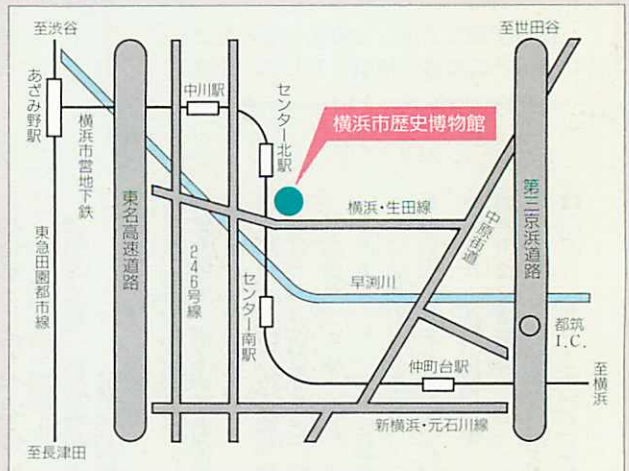 至渋谷
至世田谷
あざみ野駅
中川駅
センター北駅
横浜市歴史博物館
横浜市営地下鉄
東名高速道路
横浜・生田線
中原街道
第三京浜道路
東急田園都市線
246号線
センター南駅
早渕川
都筑
I.C.
仲町台駅
至横浜
新横浜・元石川線
至長津田